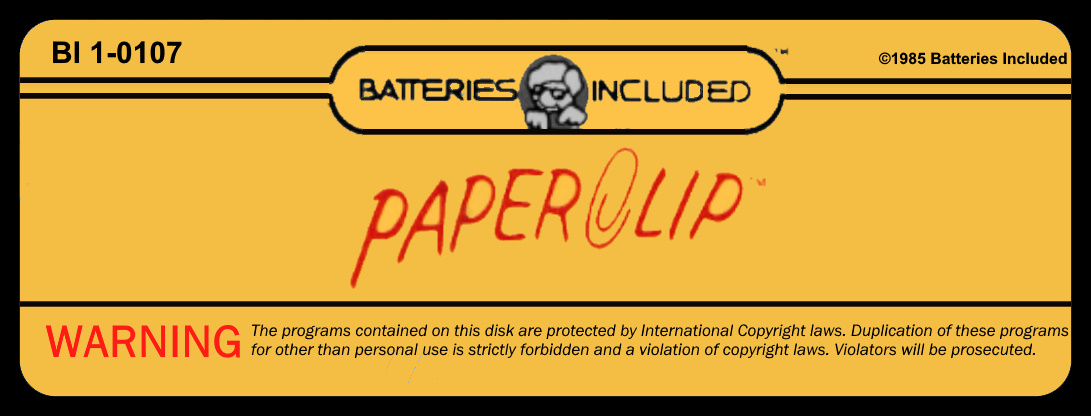 BI 1-0107
©1985 Batteries Included
BATTERIES INCLUDED™
PAPERCLIP™
WARNING
The programs contained on this disk are protected by International Copyright laws. Duplication of these programs
for other than personal use is strictly forbidden and a violation of copyright laws. Violators will be prosecuted.